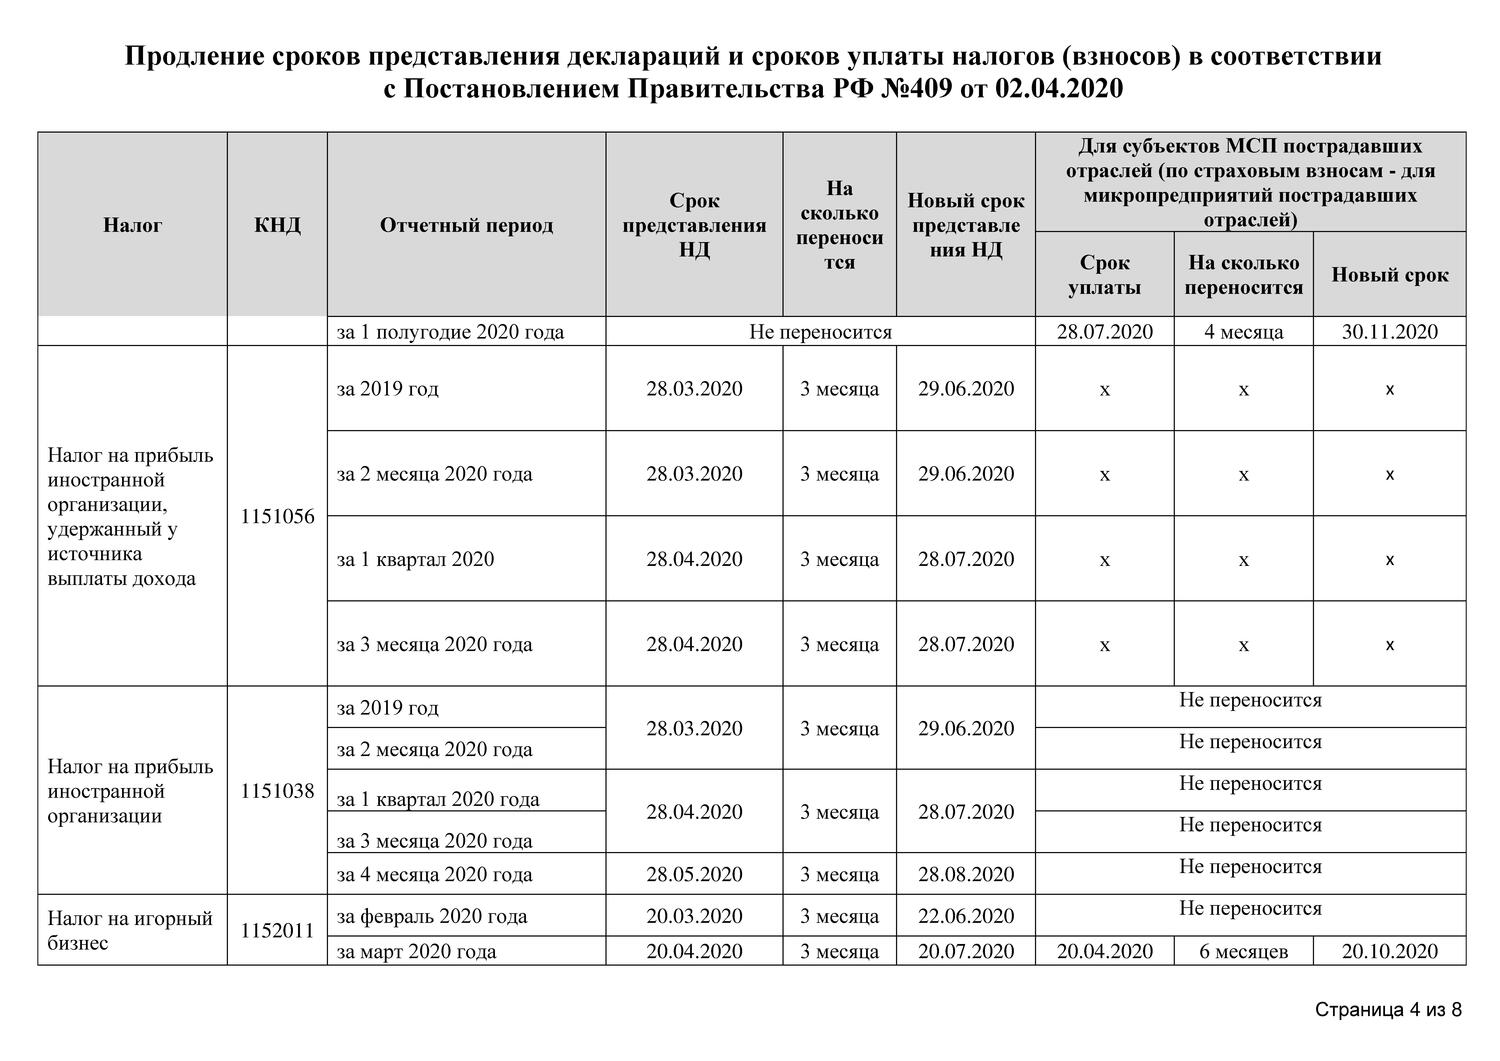 Продление сроков представления деклараций и сроков уплаты налогов (взносов) в соответствии
с Постановлением Правительства РФ №409 от 02.04.2020
Налог
КНД
Отчетный период
Срок
представления
НД
На
сколько
переноси
тся
Новый срок
представле
ния НД
Для субъектов МСП пострадавших
отраслей (по страховым взносам - для
микропредприятий пострадавших
отраслей)
Срок
уплаты
На сколько
переносится
Новый срок
за 1 полугодие 2020 года Не переносится 28.07.2020 4 месяца 30.11.2020
Налог на прибыль
иностранной
организации,
удержанный у
источника
выплаты дохода
1151056
за 2019 год 28.03.2020 3 месяца 29.06.2020 х х х
за 2 месяца 2020 года 28.03.2020 3 месяца 29.06.2020 х х х
за 1 квартал 2020 28.04.2020 3 месяца 28.07.2020 х х х
за 3 месяца 2020 года 28.04.2020 3 месяца 28.07.2020 х х х
Налог на прибыль
иностранной
организации
1151038
за 2019 год
за 2 месяца 2020 года
28.03.2020 3 месяца 29.06.2020
Не переносится
Не переносится
за 1 квартал 2020 года
за 3 месяца 2020 года
28.04.2020 3 месяца 28.07.2020
Не переносится
Не переносится
за 4 месяца 2020 года 28.05.2020 3 месяца 28.08.2020 Не переносится
Налог на игорный
бизнес
1152011
за февраль 2020 года 20.03.2020 3 месяца 22.06.2020 Не переносится
за март 2020 года 20.04.2020 3 месяца 20.07.2020 20.04.2020 6 месяцев 20.10.2020
Страница 4 из 8